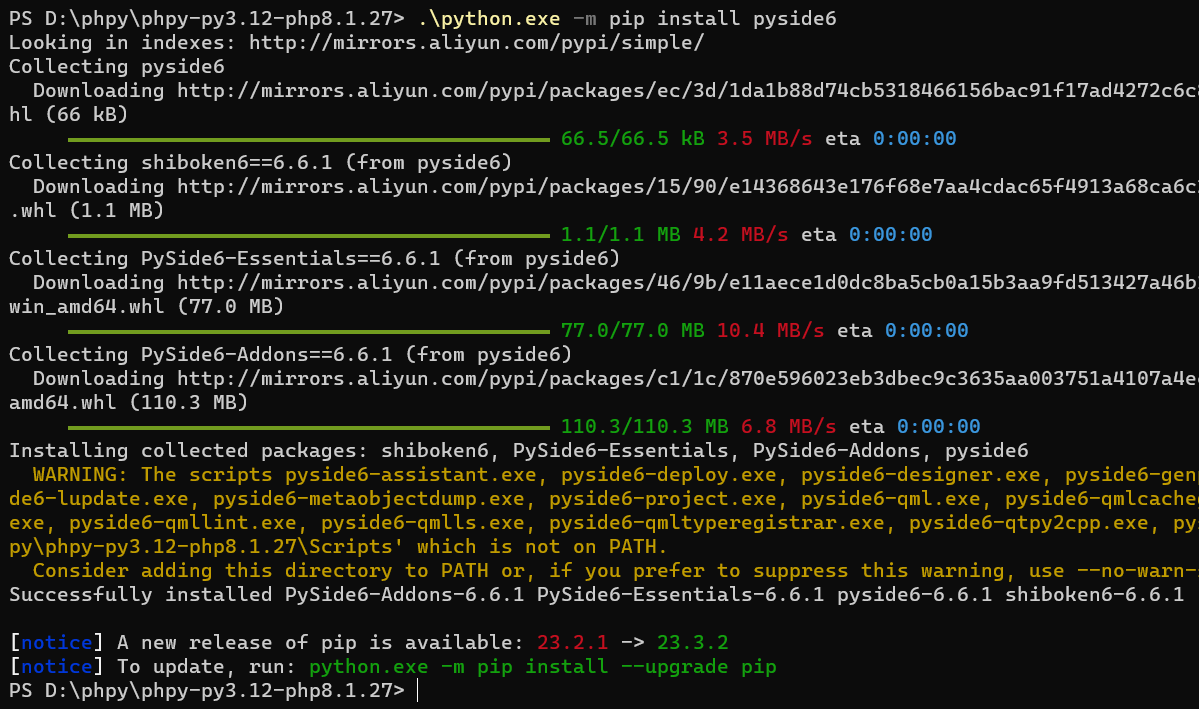 PS D:\phpy\phpy-py3.12-php8.1.27> .\python.exe -m pip install pyside6
Looking in indexes: http://mirrors.aliyun.com/pypi/simple/
Collecting pyside6
  Downloading http://mirrors.aliyun.com/pypi/packages/ec/3d/1da1b88d74cb5318466156bac91f17ad4272c6c
hl (66 kB)
66.5/66.5 kB 3.5 MB/s eta 0:00:00
Collecting shiboken6==6.6.1 (from pyside6)
  Downloading http://mirrors.aliyun.com/pypi/packages/15/90/e14368643e176f68e7aa4cdac65f4913a68ca6c
.whl (1.1 MB)
1.1/1.1 MB 4.2 MB/s eta 0:00:00
Collecting PySide6-Essentials==6.6.1 (from pyside6)
  Downloading http://mirrors.aliyun.com/pypi/packages/46/9b/e11aece1d0dc8ba5cb0a15b3aa9fd513427a46b
win_amd64.whl (77.0 MB)
77.0/77.0 MB 10.4 MB/s eta 0:00:00
Collecting PySide6-Addons==6.6.1 (from pyside6)
  Downloading http://mirrors.aliyun.com/pypi/packages/c1/1c/870e596023eb3dbec9c3635aa003751a4107a4e
amd64.whl (110.3 MB)
110.3/110.3 MB 6.8 MB/s eta 0:00:00
Installing collected packages: shiboken6, PySide6-Essentials, PySide6-Addons, pyside6
  WARNING: The scripts pyside6-assistant.exe, pyside6-deploy.exe, pyside6-designer.exe, pyside6-gen
de6-lupdate.exe, pyside6-metaobjectdump.exe, pyside6-project.exe, pyside6-qml.exe, pyside6-qmlcache
exe, pyside6-qmllint.exe, pyside6-qmlls.exe, pyside6-qmltyperegistrar.exe, pyside6-qtpy2cpp.exe, py
py\phpy-py3.12-php8.1.27\Scripts' which is not on PATH.
  Consider adding this directory to PATH or, if you prefer to suppress this warning, use --no-warn-
Successfully installed PySide6-Addons-6.6.1 PySide6-Essentials-6.6.1 pyside6-6.6.1 shiboken6-6.6.1
[notice] A new release of pip is available: 23.2.1 -> 23.3.2
[notice] To update, run: python.exe -m pip install --upgrade pip
PS D:\phpy\phpy-py3.12-php8.1.27>